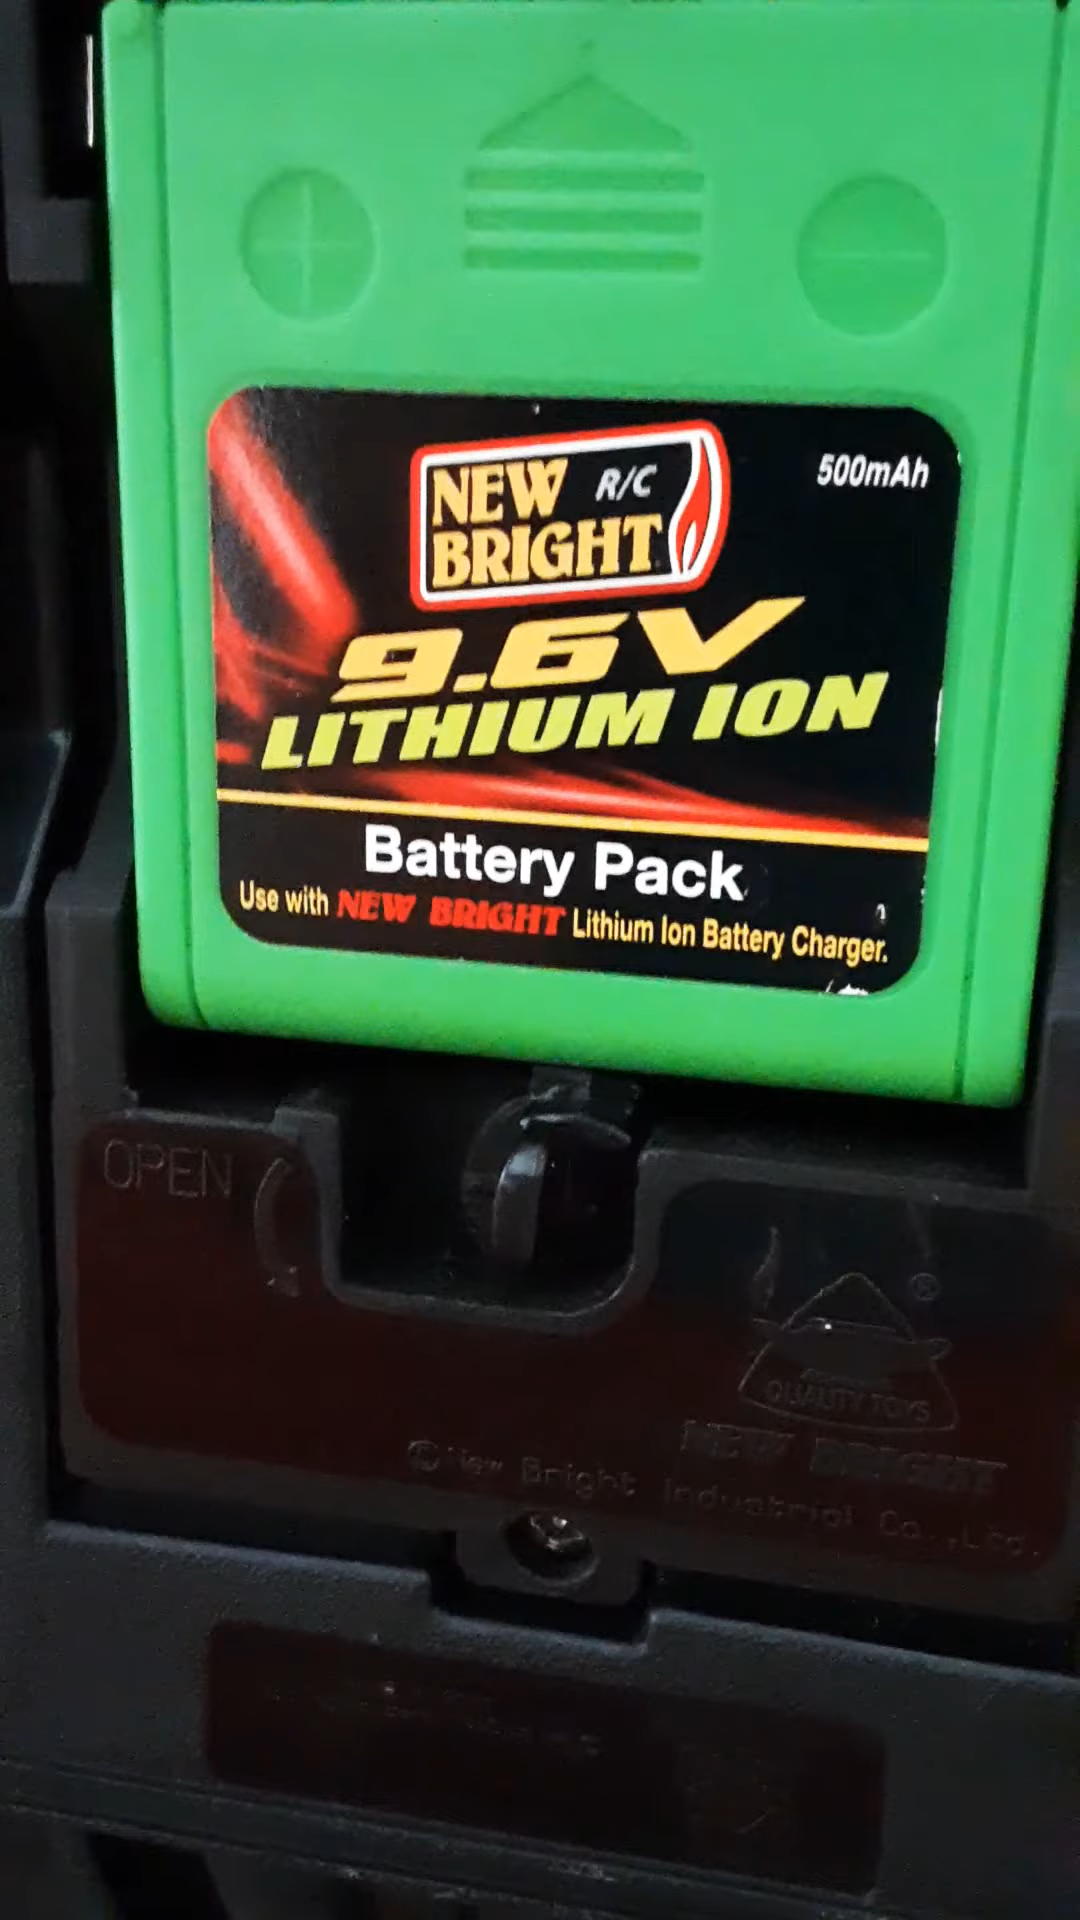 500mAh
NEW R/C
BRIGHT
9.6V
LITHIUM ION
Battery Pack
Use with NEW BRIGHT Lithium Ion Battery Charger.
OPEN
®
QUALITY TOYS
NEW BRIGHT
© New Bright Industrial Co., Ltd.